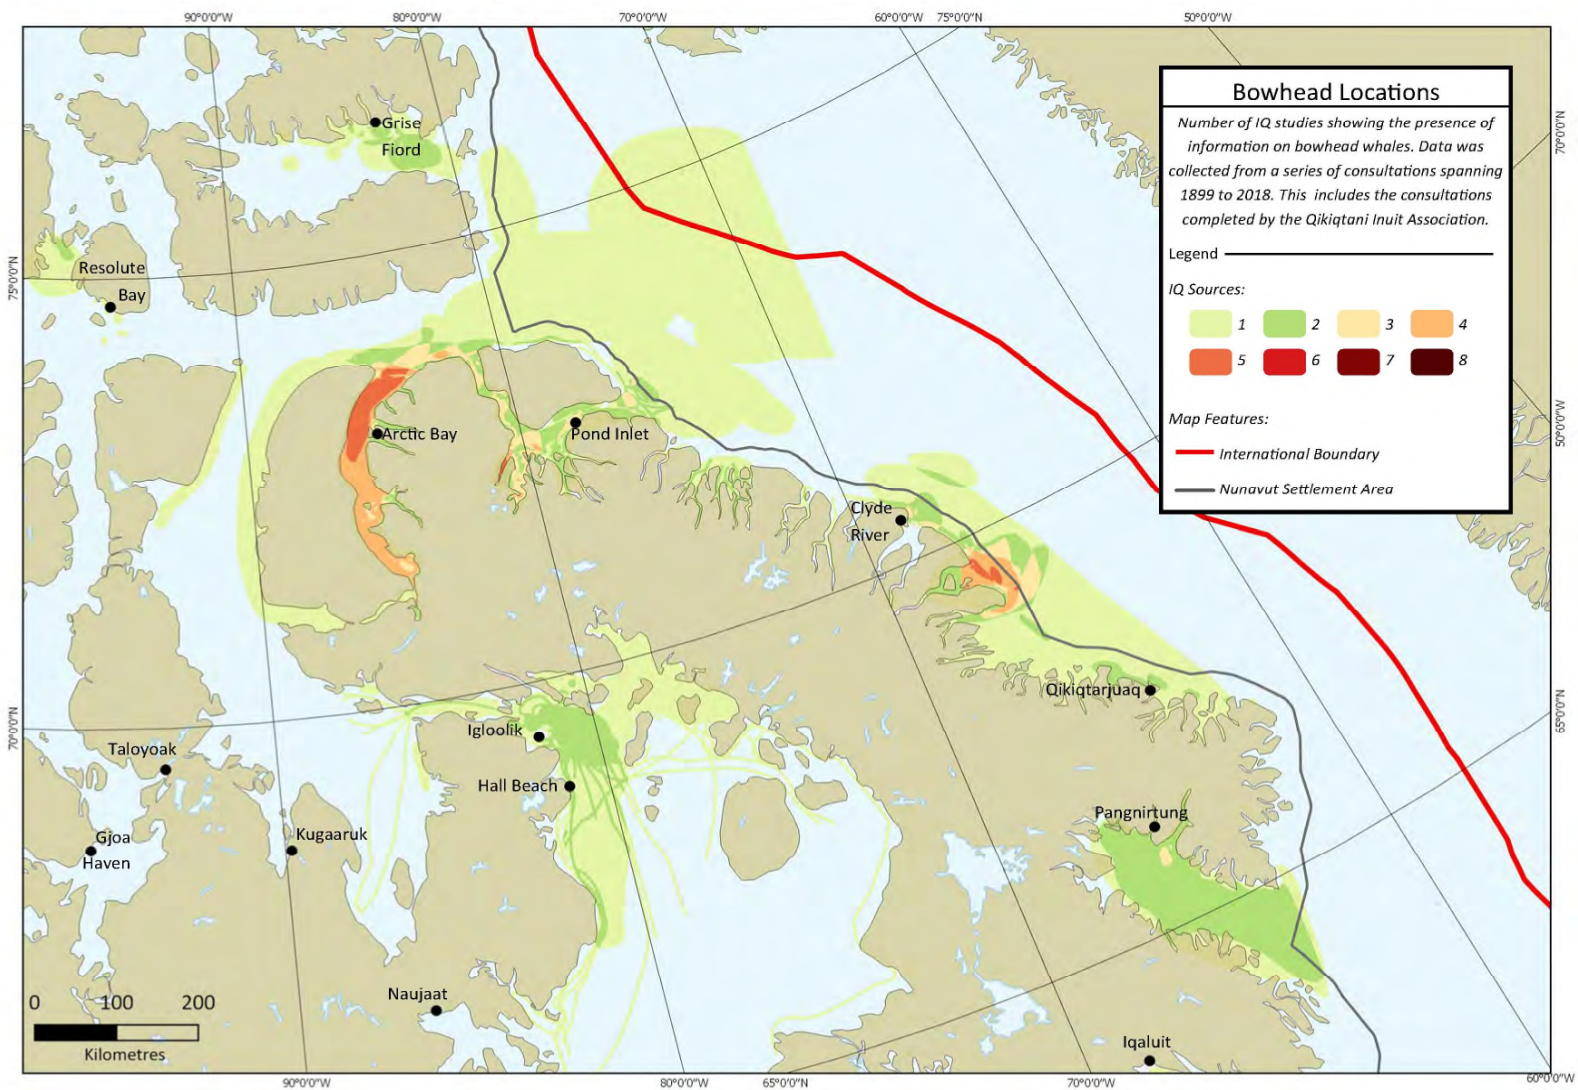 90°0'0"W 80°0'0"W 70°0'0"W 60°0'0"W 75°0'0"N 50°0'0"W
Bowhead Locations
Number of IQ studies showing the presence of
information on bowhead whales. Data was
collected from a series of consultations spanning
1899 to 2018. This includes the consultations
completed by the Qikiqtani Inuit Association.
Legend
IQ Sources:
1 2 3 4
5 6 7 8
Map Features:
International Boundary
Nunavut Settlement Area
70°0'0"N
50°0'0"W
65°0'0"N
75°0'0"N
70°0'0"N
Grise
Fiord
Resolute
Bay
Arctic Bay
Pond Inlet
Clyde
River
Qikiqtarjuaq
Igloolik
Taloyoak
Hall Beach
Pangnirtung
Gjoa
Haven
Kugaaruk
Naujaat
Iqaluit
0 100 200
Kilometres
90°0'0"W 80°0'0"W 65°0'0"N 70°0'0"W 60°0'0"W